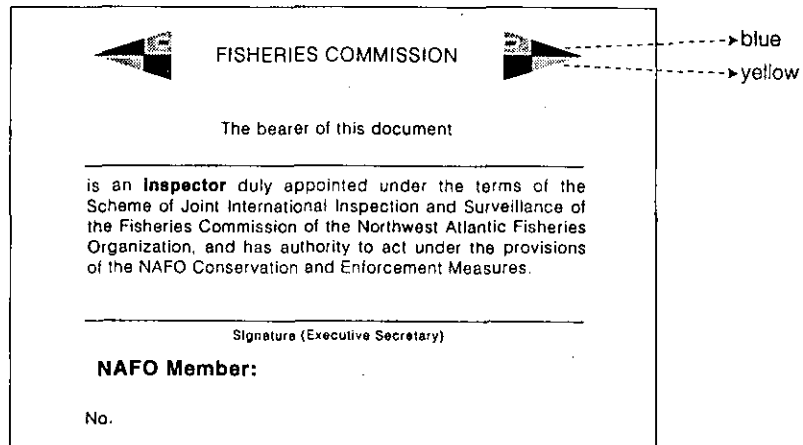 FISHERIES COMMISSION
blue
yellow
The bearer of this document
is an Inspector duly appointed under the terms of the
Scheme of Joint International Inspection and Surveillance of
the Fisheries Commission of the Northwest Atlantic Fisheries
Organization, and has authority to act under the provisions
of the NAFO Conservation and Enforcement Measures.
Signature (Executive Secretary)
NAFO Member:
No.